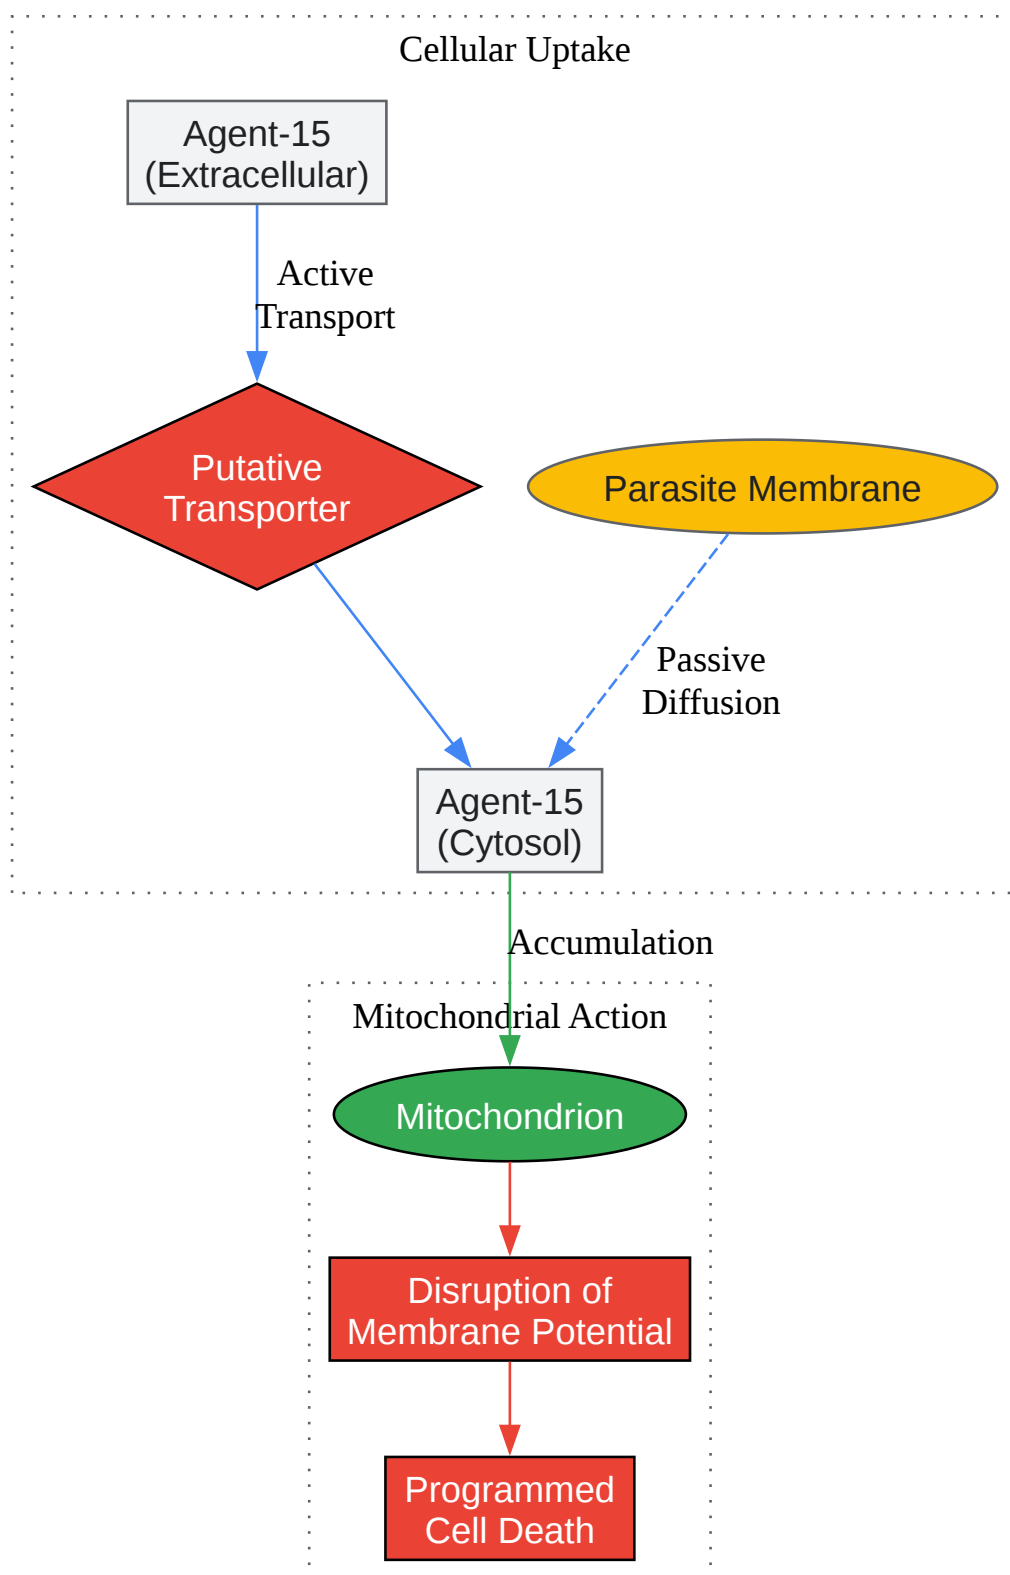 Cellular Uptake
Agent-15
(Extracellular)
Active
Transport
Putative
Transporter
Parasite Membrane
Passive
Diffusion
Agent-15
(Cytosol)
Accumulation
Mitochondrial Action
Mitochondrion
Disruption of
Membrane Potential
Programmed
Cell Death